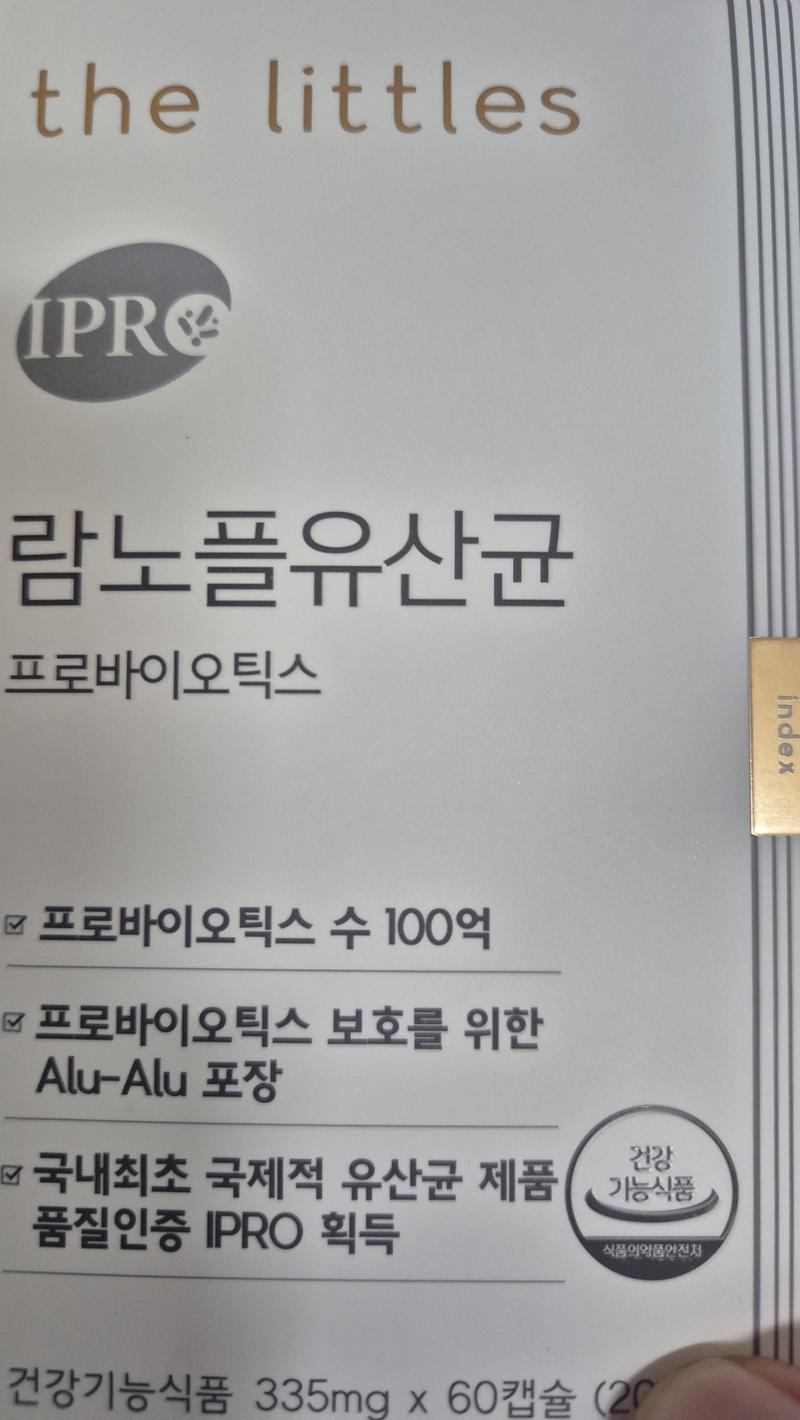 the littles
IPRO
람노플유산균
프로바이오틱스
index
프로바이오틱스 수 100억
프로바이오틱스 보호를 위한
Alu-Alu 포장
국내최초 국제적 유산균 제품
품질인증 IPRO 획득
건강
기능식품
식품의약품안전처
건강기능식품 335mg x 60캡슐 (20